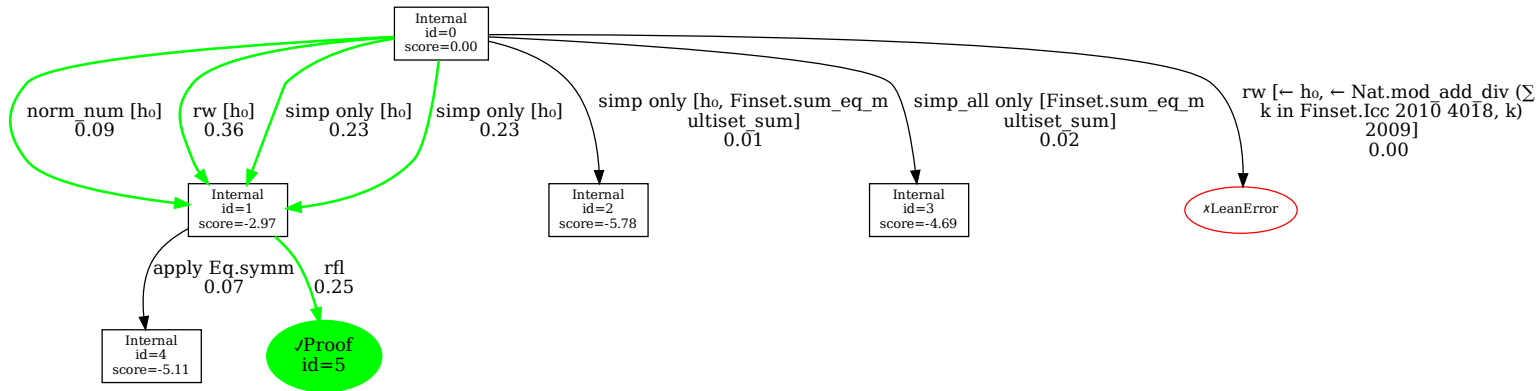 Internal
id=0
score=0.00
norm_num [h₀]
0.09
rw [h₀]
0.36
simp only [h₀]
0.23
simp only [h₀]
0.23
simp only [h₀, Finset.sum_eq_m
ultiset_sum]
0.01
simp_all only [Finset.sum_eq_m
ultiset_sum]
0.02
rw [← h₀, ← Nat.mod_add_div (∑
k in Finset.Icc 2010 4018, k)
2009]
0.00
Internal
id=1
score=-2.97
Internal
id=2
score=-5.78
Internal
id=3
score=-4.69
✗LeanError
apply Eq.symm
0.07
rfl
0.25
Internal
id=4
score=-5.11
✓Proof
id=5